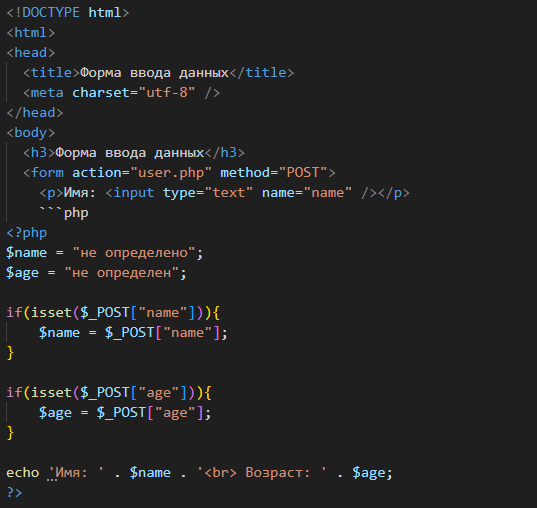 <!DOCTYPE html>
<html>
<head>
  <title>Форма ввода данных</title>
  <meta charset="utf-8" />
</head>
<body>
  <h3>Форма ввода данных</h3>
  <form action="user.php" method="POST">
    <p>Имя: <input type="text" name="name" /></p>
    ```php
<?php
$name = "не определено";
$age = "не определен";

if(isset($_POST["name"])){
    $name = $_POST["name"];
}

if(isset($_POST["age"])){
    $age = $_POST["age"];
}

echo 'Имя: ' . $name . '<br> Возраст: ' . $age;
?>